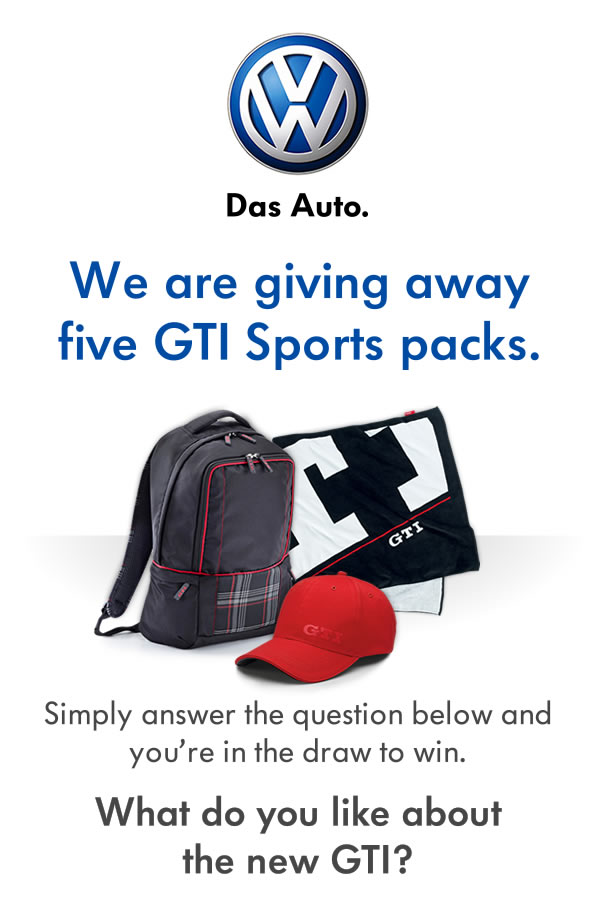 Das Auto.
We are giving away
five GTI Sports packs.
GTI
GTI
Simply answer the question below and
you're in the draw to win.
What do you like about
the new GTI?